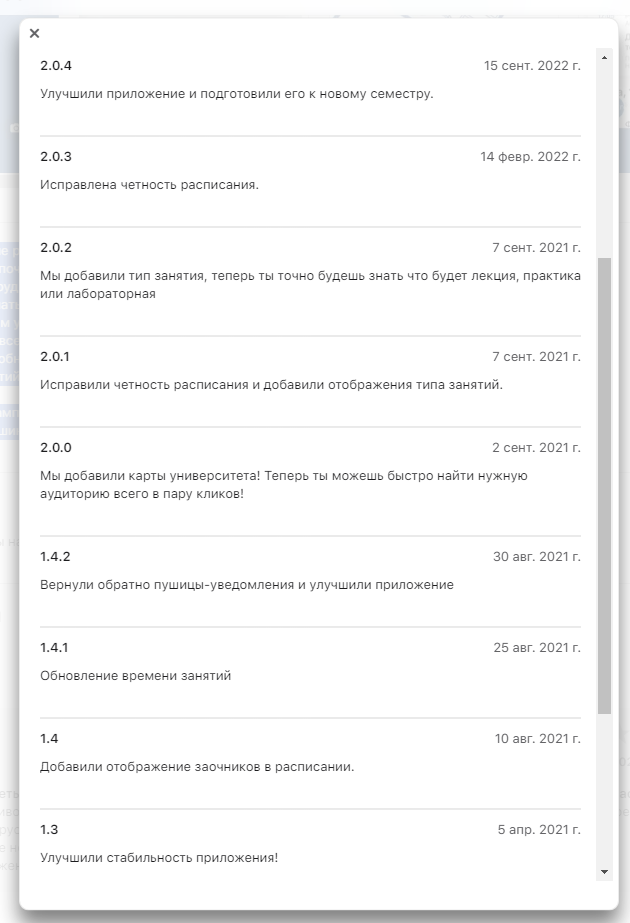 2.0.4 15 сент. 2022 г.
Улучшили приложение и подготовили его к новому семестру.
2.0.3 14 февр. 2022 г.
Исправлена четность расписания.
2.0.2 7 сент. 2021 г.
Мы добавили тип занятия, теперь ты точно будешь знать что будет лекция, практика
или лабораторная
2.0.1 7 сент. 2021 г.
Исправили четность расписания и добавили отображения типа занятий.
2.0.0 2 сент. 2021 г.
Мы добавили карты университета! Теперь ты можешь быстро найти нужную
аудиторию всего в пару кликов!
1.4.2 30 авг. 2021 г.
Вернули обратно пушицы-уведомления и улучшили приложение
1.4.1 25 авг. 2021 г.
Обновление времени занятий
1.4 10 авг. 2021 г.
Добавили отображение заочников в расписании.
1.3 5 апр. 2021 г.
Улучшили стабильность приложения!